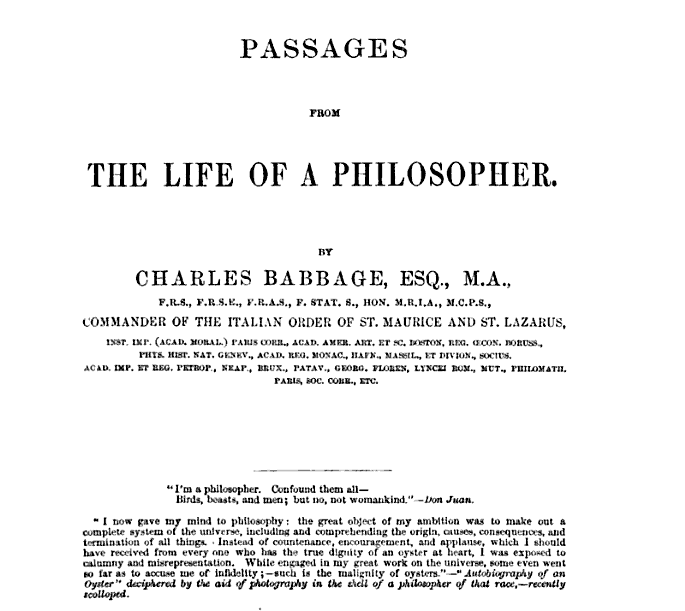 PASSAGES
FROM
THE LIFE OF A PHILOSOPHER.
BY
CHARLES BABBAGE, ESQ., M.A.,
F.R.S., F.R.S.E., F.R.A.S., F. STAT. S., HON. M.R.I.A., M.C.P.S.,
COMMANDER OF THE ITALIAN ORDER OF ST. MAURICE AND ST. LAZARUS,
INST. IMP. (ACAD. MORAL.) PARIS CORR., ACAD. AMER. ART. ET SC. BOSTON, REG. ŒCON. BORUSS.,
PHYS. HIST. NAT. GENEV., ACAD. REG. MONAC., HAFN., MASSIL., ET DIVION., SOCIUS.
ACAD. IMP. ET REG. PETROP., NEAP., BRUX., PATAV., GEORG. FLOREN, LYNCEI ROM., MUT., PHILOMATH.
PARIS, SOC. CORR., ETC.
"I'm a philosopher. Confound them all—
Birds, beasts, and men; but no, not womankind."—Don Juan.
"I now gave my mind to philosophy: the great object of my ambition was to make out a
complete system of the universe, including and comprehending the origin, causes, consequences, and
termination of all things. Instead of countenance, encouragement, and applause, which I should
have received from every one who has the true dignity of an oyster at heart, I was exposed to
calumny and misrepresentation. While engaged in my great work on the universe, some even went
so far as to accuse me of infidelity;—such is the malignity of oysters."—"Autobiography of an
Oyster" deciphered by the aid of photography in the shell of a philosopher of that race,—recently
scolloped.